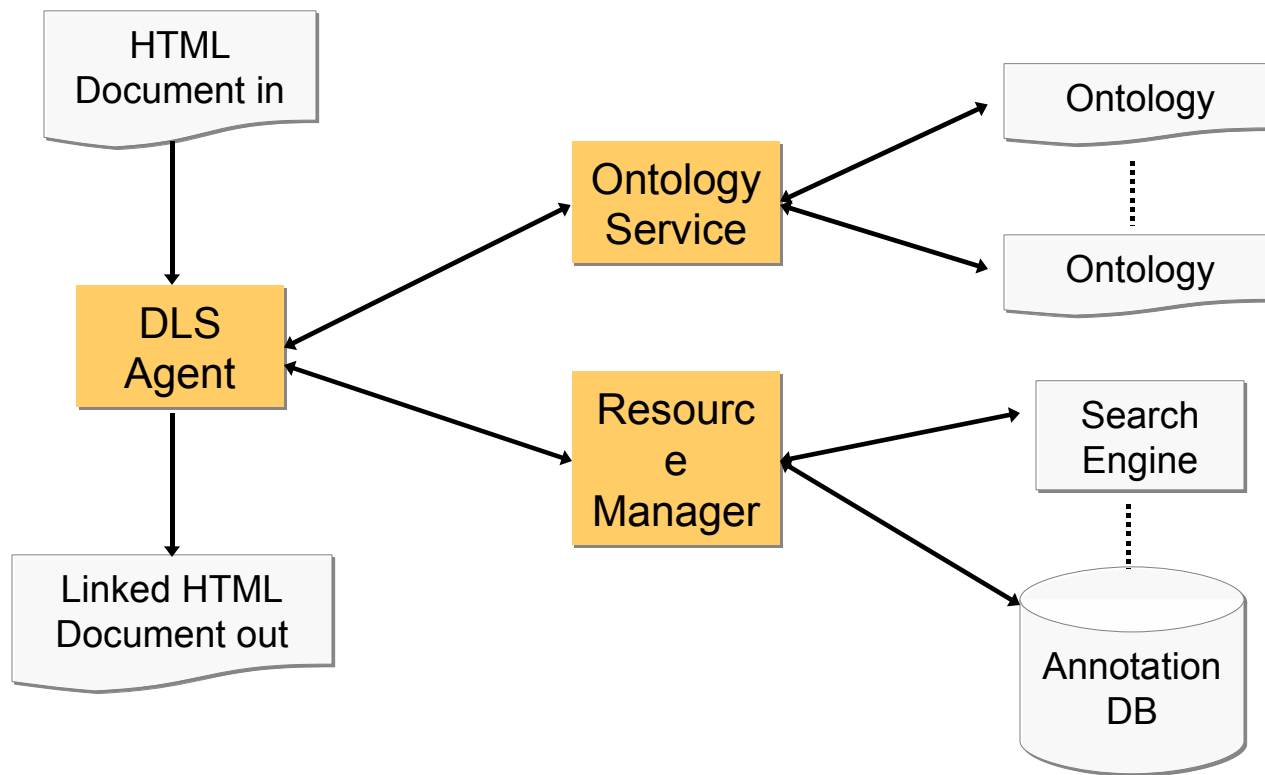 HTML
Document in
DLS
Agent
Linked HTML
Document out
Ontology
Service
Resourc
e
Manager
Ontology
Ontology
Search
Engine
Annotation
DB